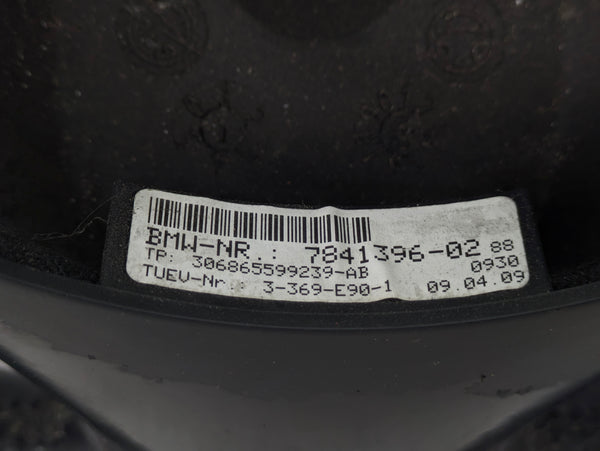 BMW-NR.: 7841396-02 88
TP: 306865599239-AB 0930
TUEV-Nr.: 3-369-E90-1 09.04.09